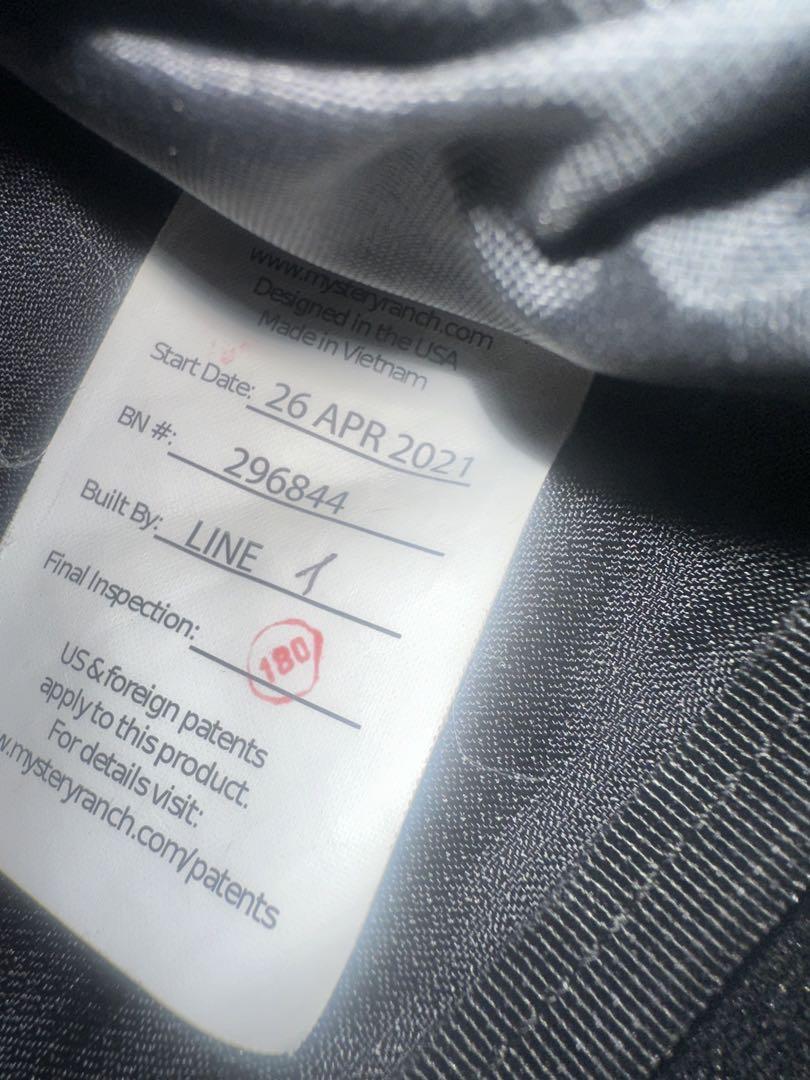 www.mysteryranch.com
Designed in the USA
Made in Vietnam
Start Date: 26 APR 2021
BN #: 296844
Built By: LINE 1
Final Inspection: 180
US & foreign patents
apply to this product.
For details visit:
w.mysteryranch.com/patents